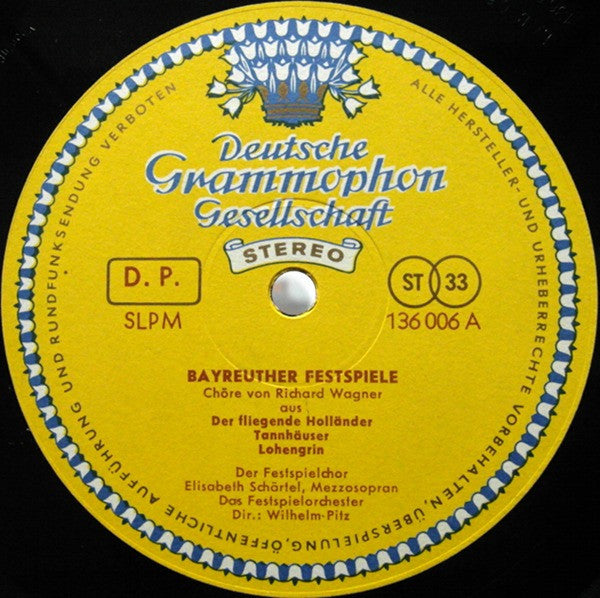 Deutsche
Grammophon
Gesellschaft
STEREO
D. P.
ST 33
SLPM
136 006 A
BAYREUTHER FESTSPIELE
Chöre von Richard Wagner
aus
Der fliegende Holländer
Tannhäuser
Lohengrin
Der Festspielchor
Elisabeth Schärtel, Mezzosopran
Das Festspielorchester
Dir.: Wilhelm-Pitz
ALLE HERSTELLER- UND URHEBERRECHTE VORBEHALTEN, ÜBERSPIELUNG, ÖFFENTLICHE AUFFÜHRUNG UND RUNDFUNKSENDUNG VERBOTEN